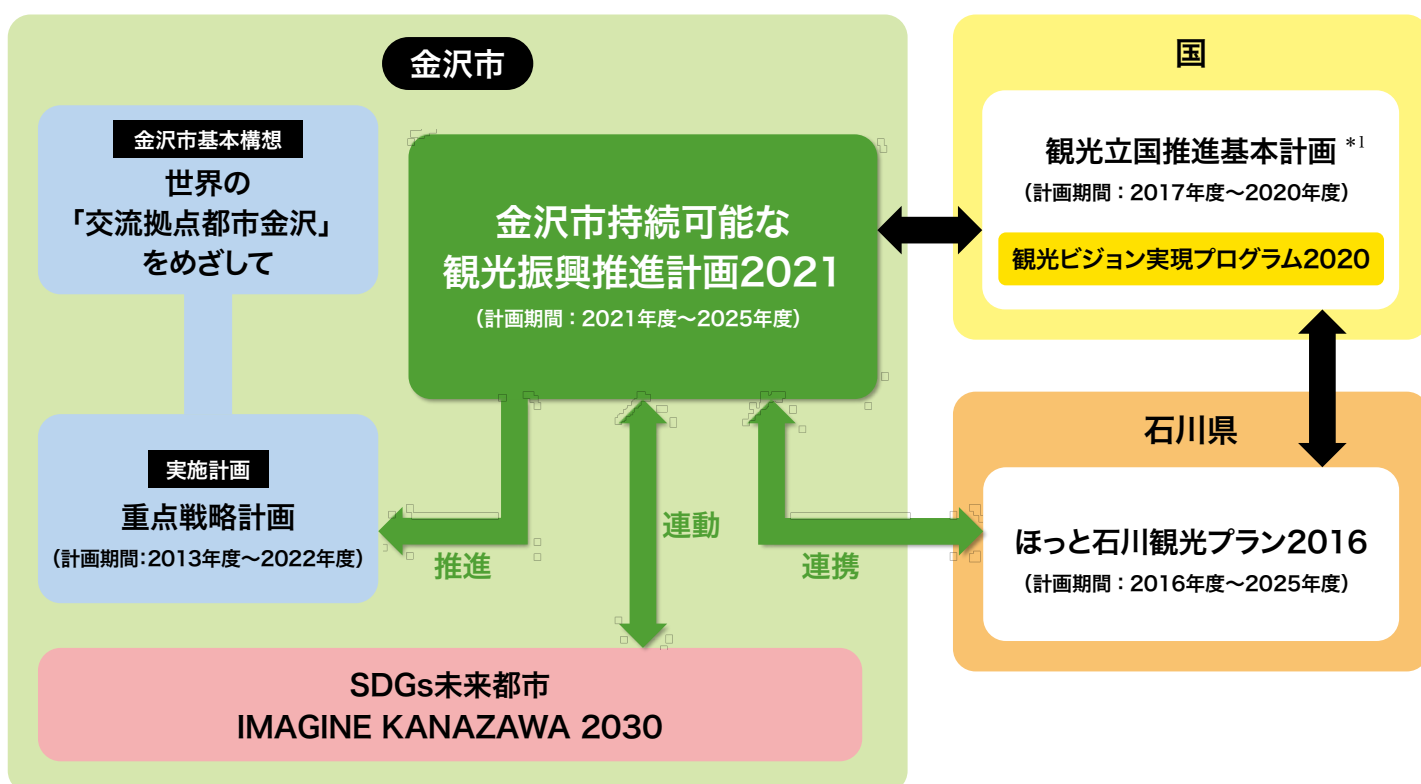 金沢市
金沢市基本構想
世界の
「交流拠点都市金沢」
をめざして
実施計画
重点戦略計画
（計画期間：2013年度～2022年度）
金沢市持続可能な
観光振興推進計画2021
（計画期間：2021年度～2025年度）
推進
連動
連携
SDGs未来都市
IMAGINE KANAZAWA 2030
国
観光立国推進基本計画 *1
（計画期間：2017年度～2020年度）
観光ビジョン実現プログラム2020
石川県
ほっと石川観光プラン2016
（計画期間：2016年度～2025年度）